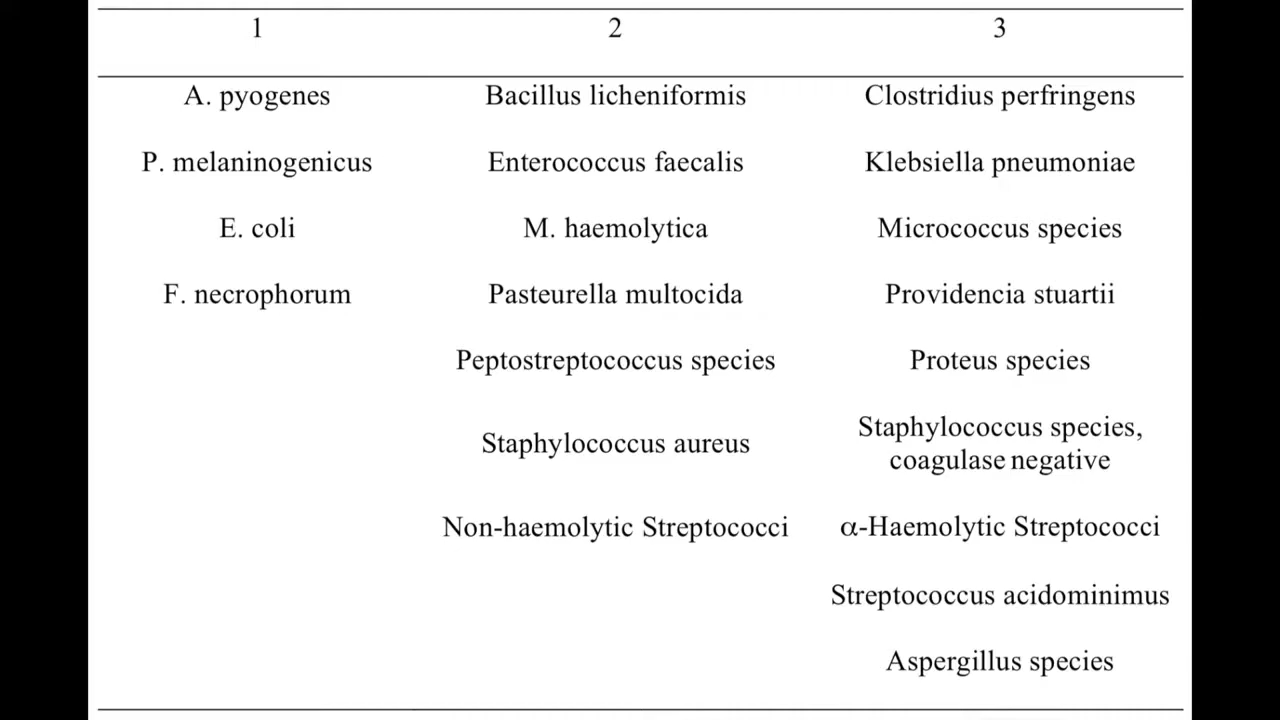 1 2 3
A. pyogenes Bacillus licheniformis Clostridius perfringens
P. melaninogenicus Enterococcus faecalis Klebsiella pneumoniae
E. coli M. haemolytica Micrococcus species
F. necrophorum Pasteurella multocida Providencia stuartii
Peptostreptococcus species Proteus species
Staphylococcus aureus Staphylococcus species,
coagulase negative
Non-haemolytic Streptococci α-Haemolytic Streptococci
Streptococcus acidominimus
Aspergillus species